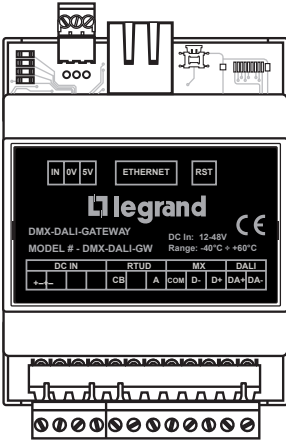 IN 0V 5V ETHERNET RST
legrand
DMX-DALI-GATEWAY
MODEL # - DMX-DALI-GW
DC In: 12-48V
Range: -40°C ÷ +60°C
CE
DC IN RTUD MX DALI
+ - CB A COM D- D+ DA+ DA-